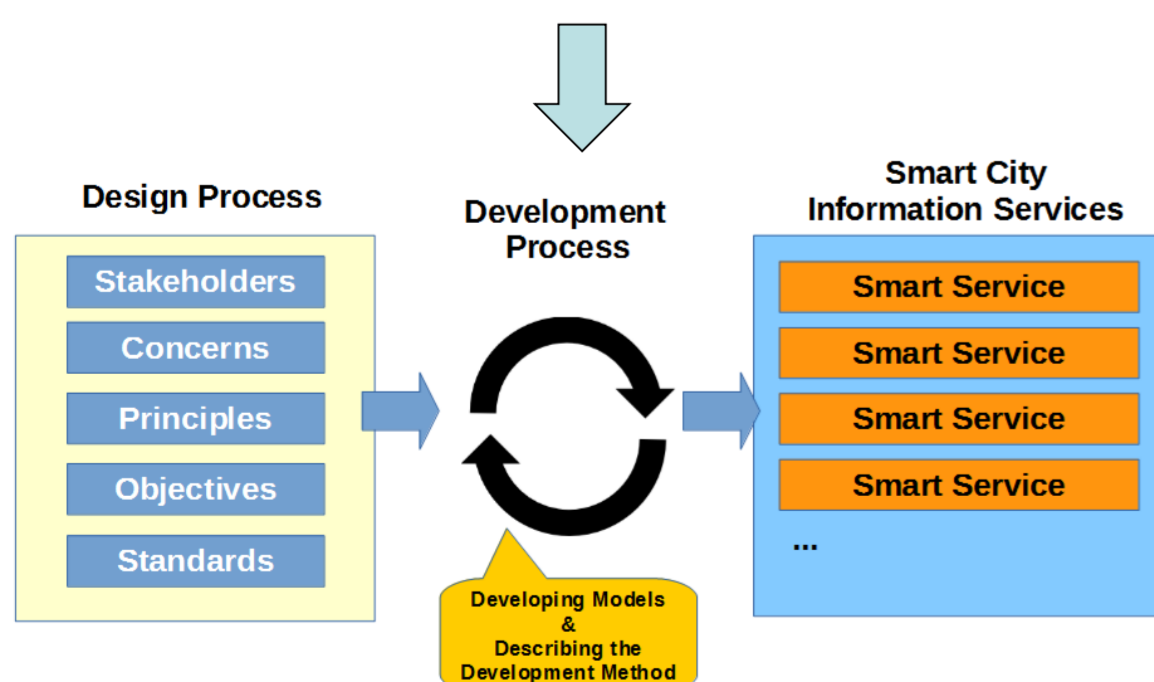 Design Process
Stakeholders
Concerns
Principles
Objectives
Standards
Development
Process
Developing Models
&
Describing the
Development Method
Smart City
Information Services
Smart Service
Smart Service
Smart Service
Smart Service
...